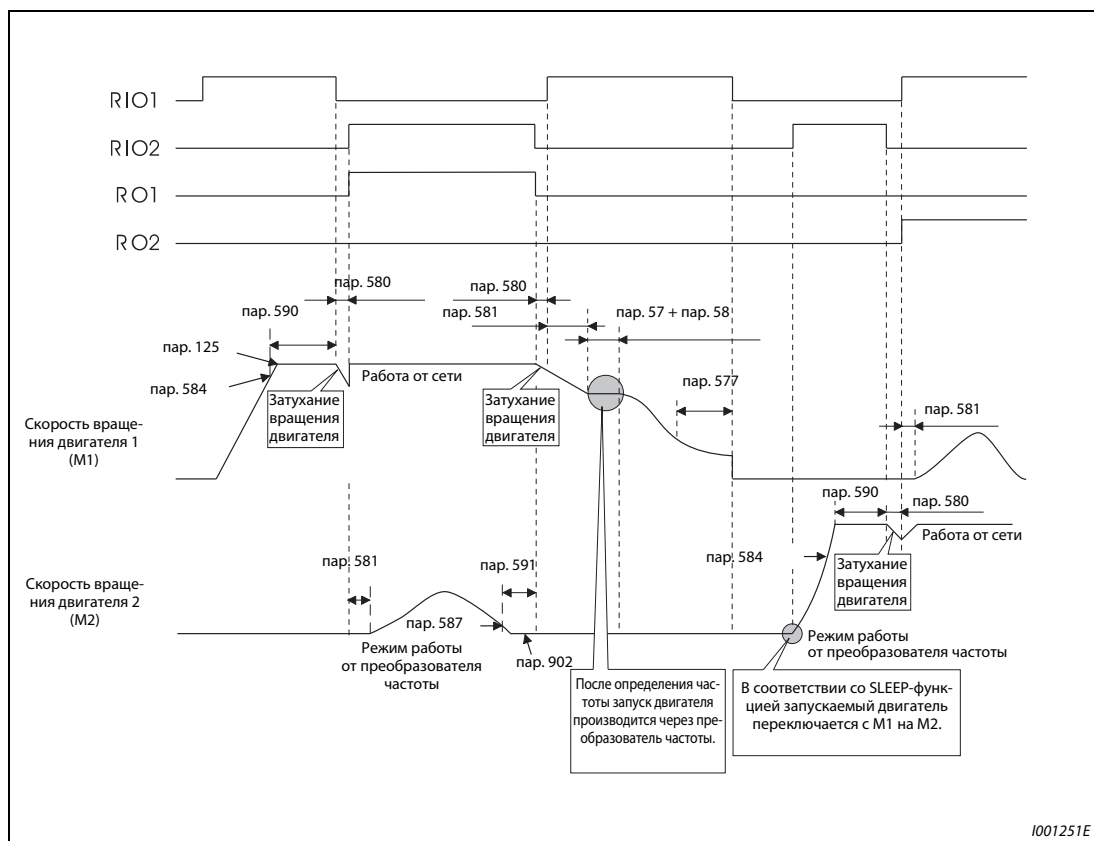 RIO1
RIO2
RO1
RO2
пар. 580
пар. 590
пар. 580
пар. 581
пар. 57 + пар. 58
пар. 125
пар. 584
Работа от сети
пар. 577
Затухание
вращения
двигателя
Затухание
вращения
двигателя
пар. 581
Скорость враще-
ния двигателя 1
(M1)
пар. 590
пар. 580
Работа от сети
пар. 581
пар. 591
пар. 584
Затухание
вращения
двигателя
Скорость враще-
ния двигателя 2
(M2)
пар. 587
пар. 902
Режим работы
от преобразователя
частоты
Режим работы
от преобразователя частоты
После определения час-
тоты запуск двигателя
производится через пре-
образователь частоты.
В соответствии со SLEEP-функ-
цией запускаемый двигатель
переключается с M1 на M2.
I001251E